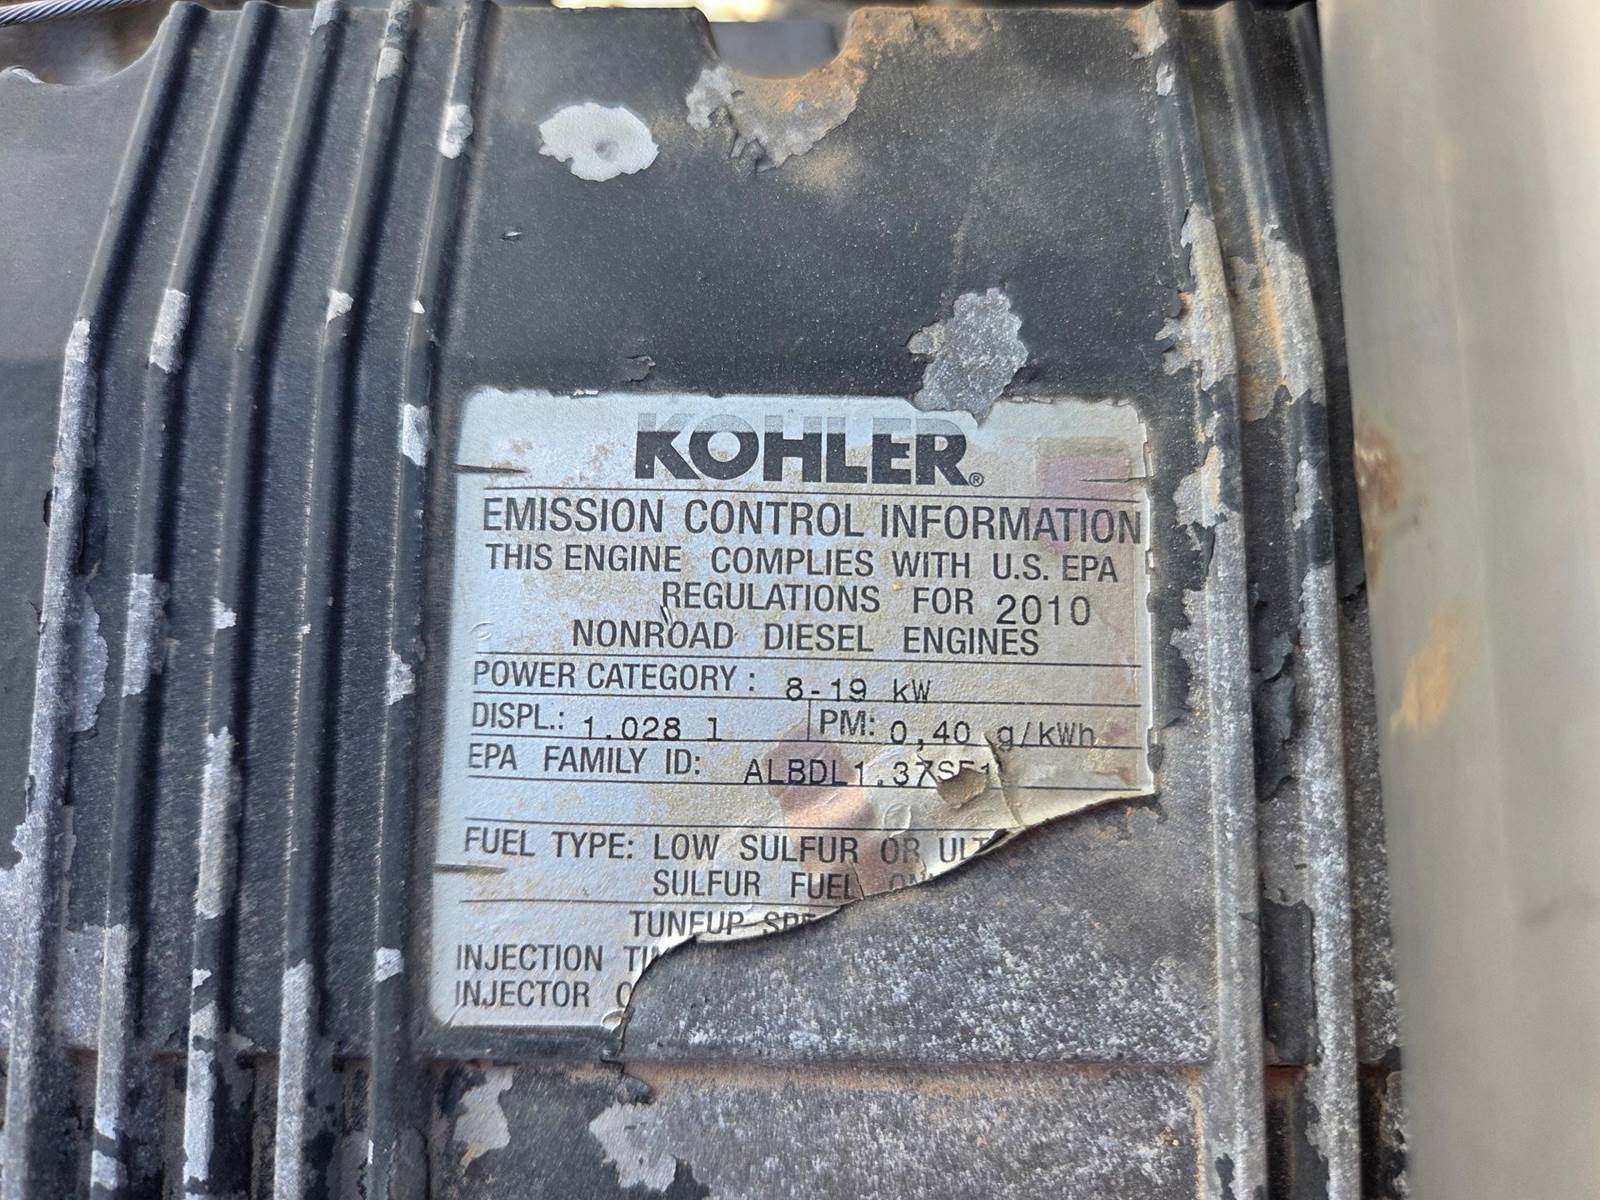 KOHLER®
EMISSION CONTROL INFORMATION
THIS ENGINE COMPLIES WITH U.S. EPA
REGULATIONS FOR 2010
NONROAD DIESEL ENGINES
POWER CATEGORY: 8-19 kW
DISPL.: 1.028 l PM: 0,40 g/kWh
EPA FAMILY ID:
FUEL TYPE: LOW SULFUR OR
SULFUR FUEL
TUNEUP
INJECTION
INJECTOR